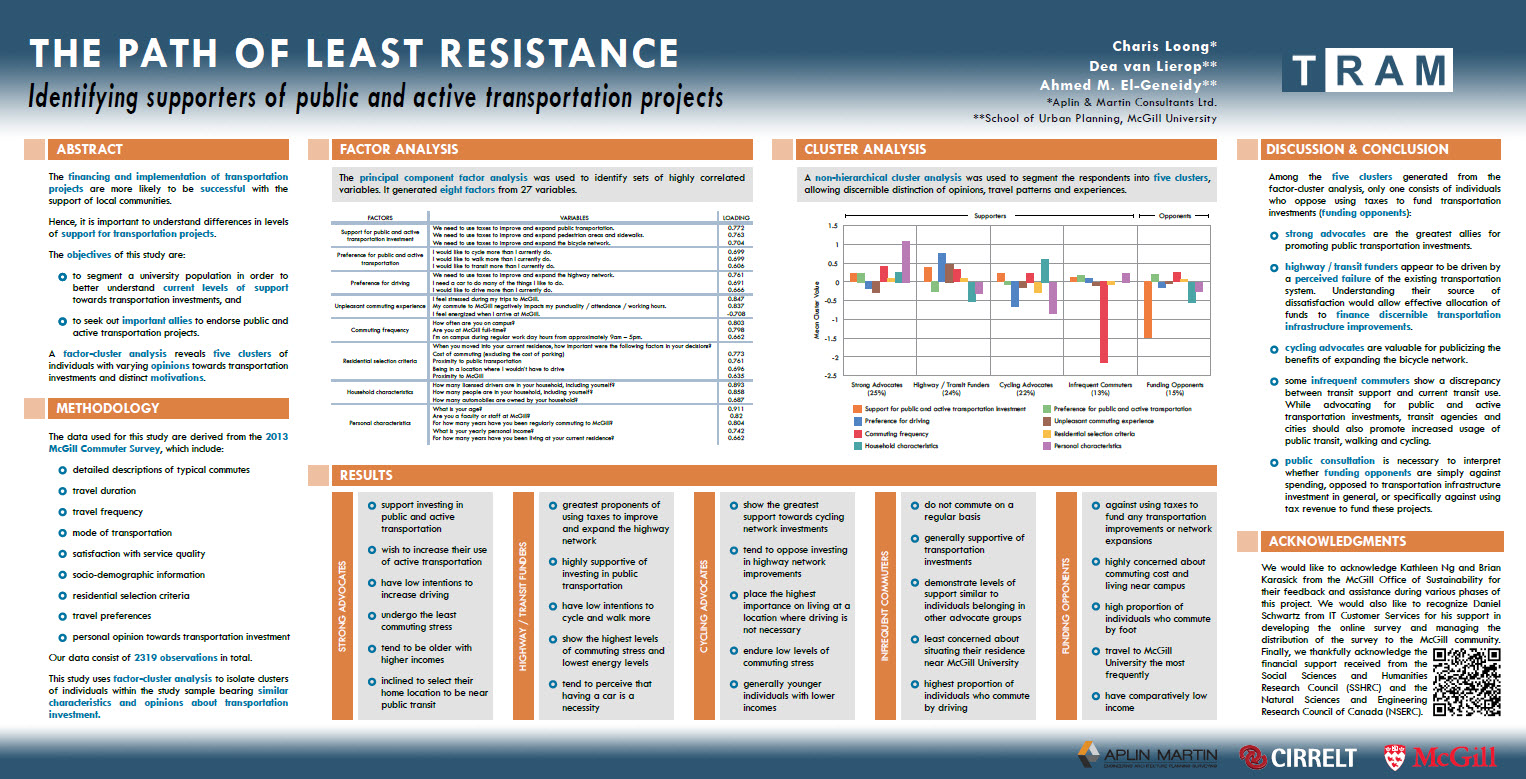 THE PATH OF LEAST RESISTANCE
Identifying supporters of public and active transportation projects
Charis Loong*
Dea van Lierop**
Ahmed M. El-Geneidy**
*Aplin & Martin Consultants Ltd.
**School of Urban Planning, McGill University
TRAM
ABSTRACT
The financing and implementation of transportation
projects are more likely to be successful with the
support of local communities.
Hence, it is important to understand differences in levels
of support for transportation projects.
The objectives of this study are:
to segment a university population in order to
better understand current levels of support
towards transportation investments, and
to seek out important allies to endorse public and
active transportation projects.
A factor-cluster analysis reveals five clusters of
individuals with varying opinions towards transportation
investments and distinct motivations.
METHODOLOGY
The data used for this study are derived from the 2013
McGill Commuter Survey, which include:
detailed descriptions of typical commutes
travel duration
travel frequency
mode of transportation
satisfaction with service quality
socio-demographic information
residential selection criteria
travel preferences
personal opinion towards transportation investment
Our data consist of 2319 observations in total.
This study uses factor-cluster analysis to isolate clusters
of individuals within the study sample bearing similar
characteristics and opinions about transportation
investment.
FACTOR ANALYSIS
The principal component factor analysis was used to identify sets of highly correlated
variables. It generated eight factors from 27 variables.
FACTORS VARIABLES LOADING
Support for public and active
transportation investment
We need to use taxes to improve and expand public transportation. 0.772
We need to use taxes to improve and expand pedestrian areas and sidewalks. 0.763
We need to use taxes to improve and expand the bicycle network. 0.704
Preference for public and active
transportation
I would like to cycle more than I currently do. 0.699
I would like to walk more than I currently do. 0.699
I would like to transit more than I currently do. 0.606
Preference for driving
We need to use taxes to improve and expand the highway network. 0.761
I need a car to do many of the things I like to do. 0.691
I would like to drive more than I currently do. 0.666
Unpleasant commuting experience
I feel stressed during my trips to McGill. 0.847
My commute to McGill negatively impacts my punctuality / attendance / working hours. 0.837
I feel energized when I arrive at McGill. -0.708
Commuting frequency
How often are you on campus? 0.803
Are you at McGill full-time? 0.798
I'm on campus during regular work day hours from approximately 9am – 5pm. 0.662
Residential selection criteria
When you moved into your current residence, how important were the following factors in your decisions?
Cost of commuting (excluding the cost of parking) 0.773
Proximity to public transportation 0.761
Being in a location where I wouldn't have to drive 0.696
Proximity to McGill 0.635
Household characteristics
How many licensed drivers are in your household, including yourself? 0.893
How many people are in your household, including yourself? 0.858
How many automobiles are owned by your household? 0.687
Personal characteristics
What is your age? 0.911
Are you a faculty or staff at McGill? 0.82
For how many years have you been regularly commuting to McGill? 0.804
What is your yearly personal income? 0.742
For how many years have you been living at your current residence? 0.662
CLUSTER ANALYSIS
A non-hierarchical cluster analysis was used to segment the respondents into five clusters,
allowing discernible distinction of opinions, travel patterns and experiences.
Supporters Opponents
Mean Cluster Value
1.5
1
0.5
0
-0.5
-1
-1.5
-2
-2.5
Strong Advocates Highway / Transit Funders Cycling Advocates Infrequent Commuters Funding Opponents
(25%) (24%) (22%) (13%) (15%)
Support for public and active transportation investment Preference for public and active transportation
Preference for driving Unpleasant commuting experience
Commuting frequency Residential selection criteria
Household characteristics Personal characteristics
RESULTS
STRONG ADVOCATES
support investing in
public and active
transportation
wish to increase their use
of active transportation
have low intentions to
increase driving
undergo the least
commuting stress
tend to be older with
higher incomes
inclined to select their
home location to be near
public transit
HIGHWAY / TRANSIT FUNDERS
greatest proponents of
using taxes to improve
and expand the highway
network
highly supportive of
investing in public
transportation
have low intentions to
cycle and walk more
show the highest levels
of commuting stress and
lowest energy levels
tend to perceive that
having a car is a
necessity
CYCLING ADVOCATES
show the greatest
support towards cycling
network investments
tend to oppose investing
in highway network
improvements
place the highest
importance on living at a
location where driving is
not necessary
endure low levels of
commuting stress
generally younger
individuals with lower
incomes
INFREQUENT COMMUTERS
do not commute on a
regular basis
generally supportive of
transportation
investments
demonstrate levels of
support similar to
individuals belonging in
other advocate groups
least concerned about
situating their residence
near McGill University
highest proportion of
individuals who commute
by driving
FUNDING OPPONENTS
against using taxes to
fund any transportation
improvements or network
expansions
highly concerned about
commuting cost and
living near campus
high proportion of
individuals who commute
by foot
travel to McGill
University the most
frequently
have comparatively low
income
DISCUSSION & CONCLUSION
Among the five clusters generated from the
factor-cluster analysis, only one consists of individuals
who oppose using taxes to fund transportation
investments (funding opponents):
strong advocates are the greatest allies for
promoting public transportation investments.
highway / transit funders appear to be driven by
a perceived failure of the existing transportation
system. Understanding their source of
dissatisfaction would allow effective allocation of
funds to finance discernible transportation
infrastructure improvements.
cycling advocates are valuable for publicizing the
benefits of expanding the bicycle network.
some infrequent commuters show a discrepancy
between transit support and current transit use.
While advocating for public and active
transportation investments, transit agencies and
cities should also promote increased usage of
public transit, walking and cycling.
public consultation is necessary to interpret
whether funding opponents are simply against
spending, opposed to transportation infrastructure
investment in general, or specifically against using
tax revenue to fund these projects.
ACKNOWLEDGMENTS
We would like to acknowledge Kathleen Ng and Brian
Karasick from the McGill Office of Sustainability for
their feedback and assistance during various phases of
this project. We would also like to recognize Daniel
Schwartz from IT Customer Services for his support in
developing the online survey and managing the
distribution of the survey to the McGill community.
Finally, we thankfully acknowledge the
financial support received from the
Social Sciences and Humanities
Research Council (SSHRC) and the
Natural Sciences and Engineering
Research Council of Canada (NSERC).
APLIN MARTIN
CIRRELT
McGill